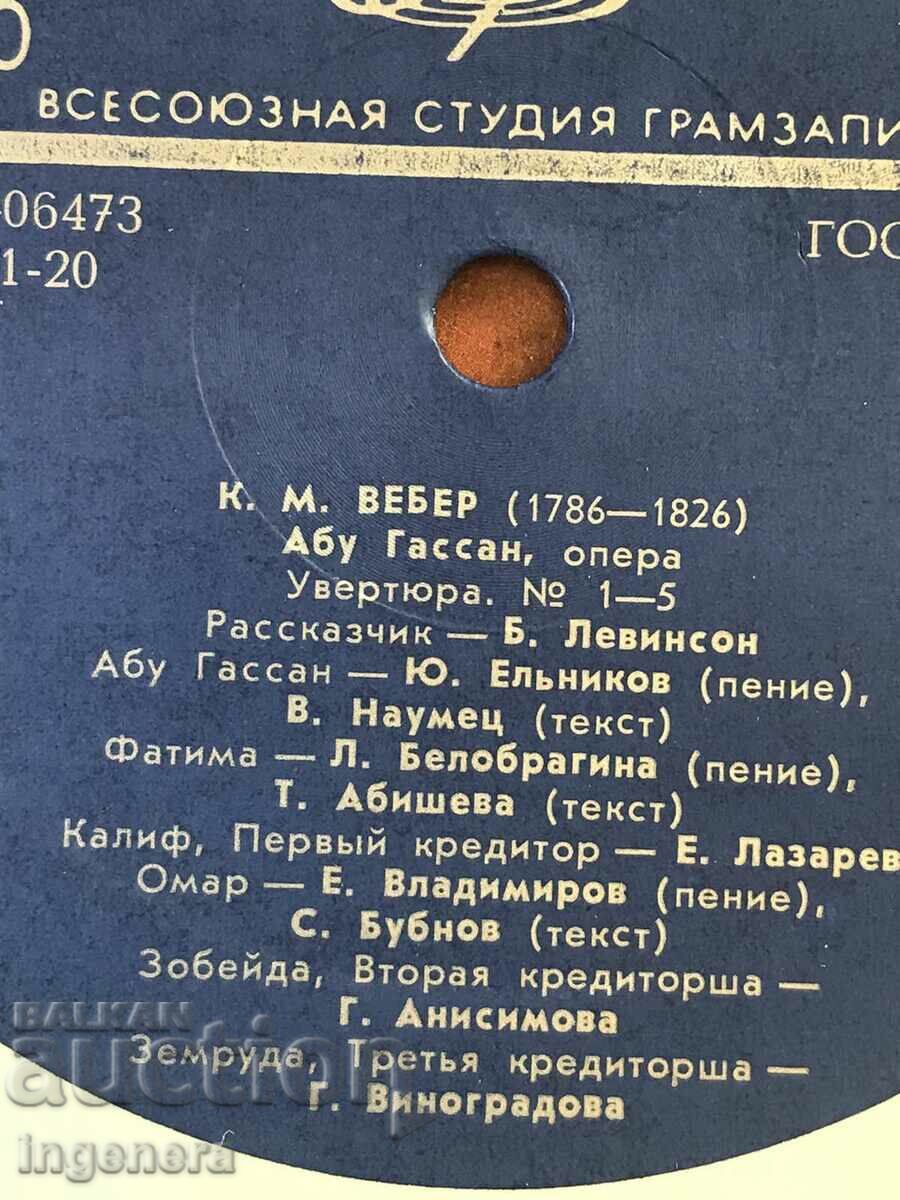 ВСЕСОЮЗНАЯ СТУДИЯ ГРАМЗАПИ
06473
ГОС
1-20
К. М. ВЕБЕР (1786—1826)
Абу Гассан, опера
Увертюра. № 1—5
Рассказчик — Б. Левинсон
Абу Гассан — Ю. Ельников (пение),
В. Наумец (текст)
Фатима — Л. Белобрагина (пение),
Т. Абишева (текст)
Калиф, Первый кредитор — Е. Лазарев
Омар — Е. Владимиров (пение),
С. Бубнов (текст)
Зобейда, Вторая кредиторша —
Г. Анисимова
Земруда, Третья кредиторша —
Г. Виноградова
BALKAN
auction
ingenera